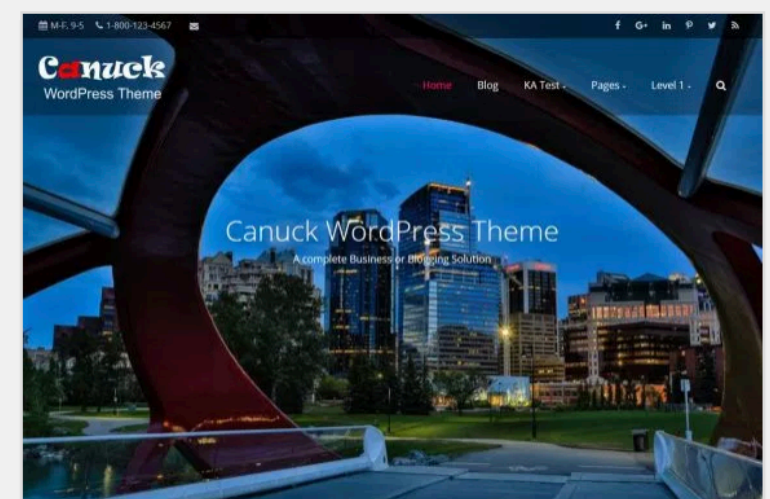 M-F, 9-5 1-800-123-4567
Canuck
WordPress Theme
Home Blog KA Test Pages Level 1
Canuck WordPress Theme
A complete Business or Blogging Solution